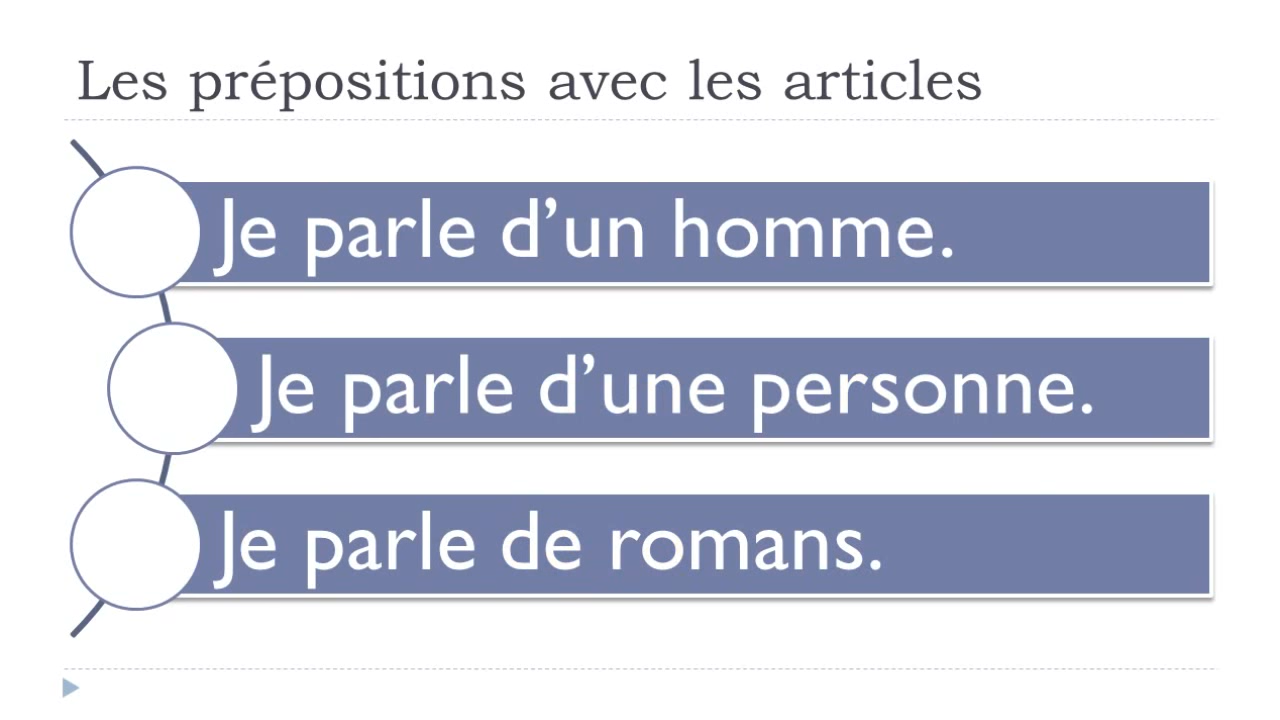 Les prépositions avec les articles
Je parle d’un homme.
Je parle d’une personne.
Je parle de romans.